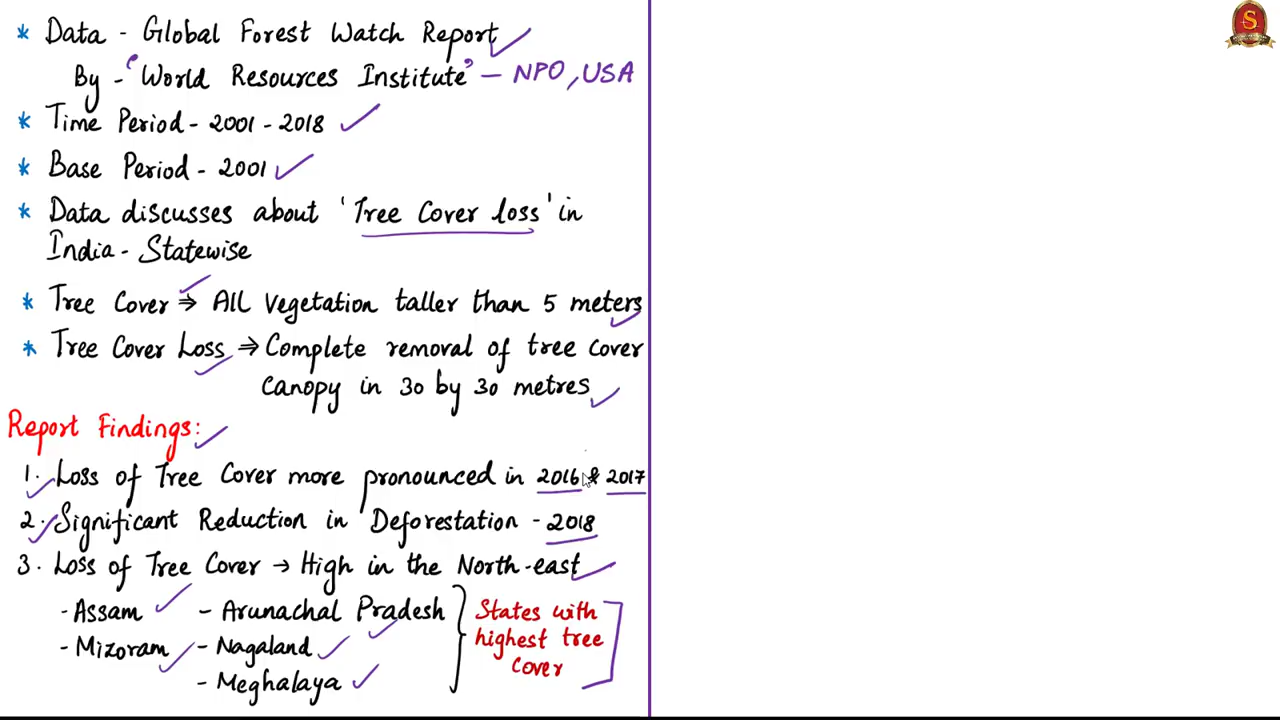 * Data - Global Forest Watch Report
By - 'World Resources Institute' - NPO, USA
* Time Period - 2001 - 2018
* Base Period - 2001
* Data discusses about 'Tree Cover loss' in
India - Statewise
* Tree Cover ⇒ All vegetation taller than 5 meters
* Tree Cover Loss ⇒ Complete removal of tree cover
canopy in 30 by 30 metres
Report Findings:
1. Loss of Tree Cover more pronounced in 2016 & 2017
2. Significant Reduction in Deforestation - 2018
3. Loss of Tree Cover → High in the North-east
- Assam - Arunachal Pradesh
- Mizoram - Nagaland
- Meghalaya
States with
highest tree
cover
S